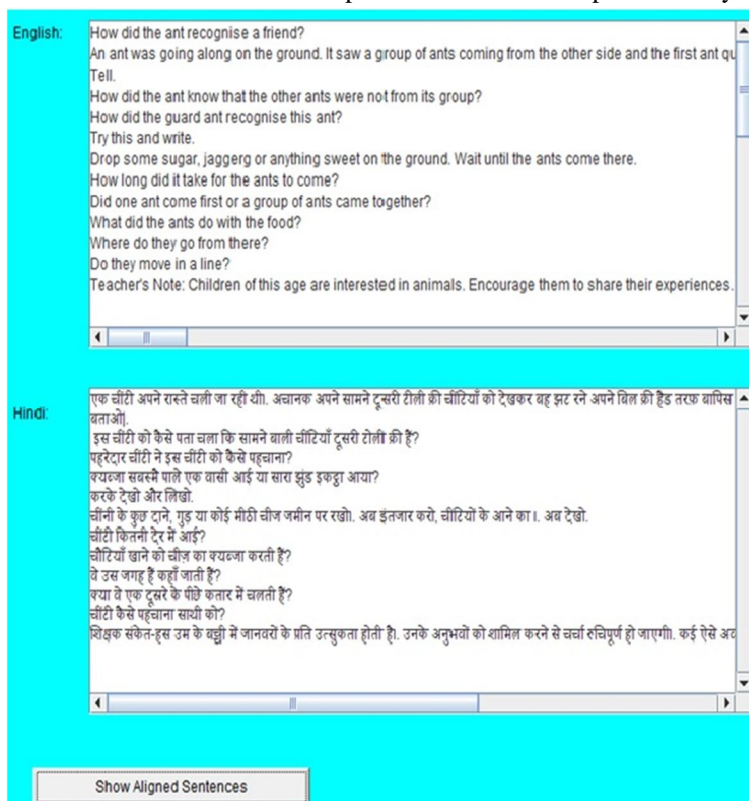 English:
How did the ant recognise a friend?
An ant was going along on the ground. It saw a group of ants coming from the other side and the first ant qu
Tell.
How did the ant know that the other ants were not from its group?
How did the guard ant recognise this ant?
Try this and write.
Drop some sugar, jaggerg or anything sweet on the ground. Wait until the ants come there.
How long did it take for the ants to come?
Did one ant come first or a group of ants came together?
What did the ants do with the food?
Where do they go from there?
Do they move in a line?
Teacher's Note: Children of this age are interested in animals. Encourage them to share their experiences.
Hindi:
एक चींटी अपने रास्ते चली जा रही थी. अचानक अपने सामने दूसरी टीली क्री चींटियाँ को देखकर बह झट रने अपने बिल क्री हैड तरफ़ बापिस
बताओ|.
इस चींटी को कैसे पता चला कि सामने बाली चींटियाँ दूसरी टोली क्री हैं?
पहरेदार चींटी ने इस चींटी को कैसे पहचाना?
क्यब्जा सबस्मै पाले एक वासी आई या सारा झुंड इकट्ठा आया?
करके देखो और लिखो.
चींनी के कुछ दाने, गुड़ या कोई मीठी चीज जमीन पर रखो. अब इंतजार करो, चींटियों के आने का॥. अब देखो.
चींटी कितनी देर में आई?
चौटियाँ खाने को चीज़ का क्यब्जा करती हैं?
वे उस जगह हैं कहाँ जाती हैं?
क्या वे एक दूसरे के पीछे कतार में चलती हैं?
चींटी कैसे पहचाना साथी को?
शिक्षक संकेत-हस उम के बह्मी में जानवरों के प्रति उत्सुकता होती है|. उनके अनुभवों को शामिल करने से चर्चा रुचिपूर्ण हो जाएगी. कई ऐसे
Show Aligned Sentences